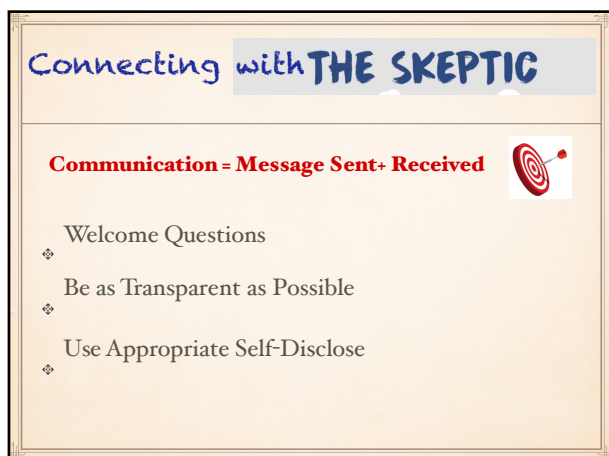 Connecting with THE SKEPTIC
Communication = Message Sent+ Received
Welcome Questions
Be as Transparent as Possible
Use Appropriate Self-Disclose